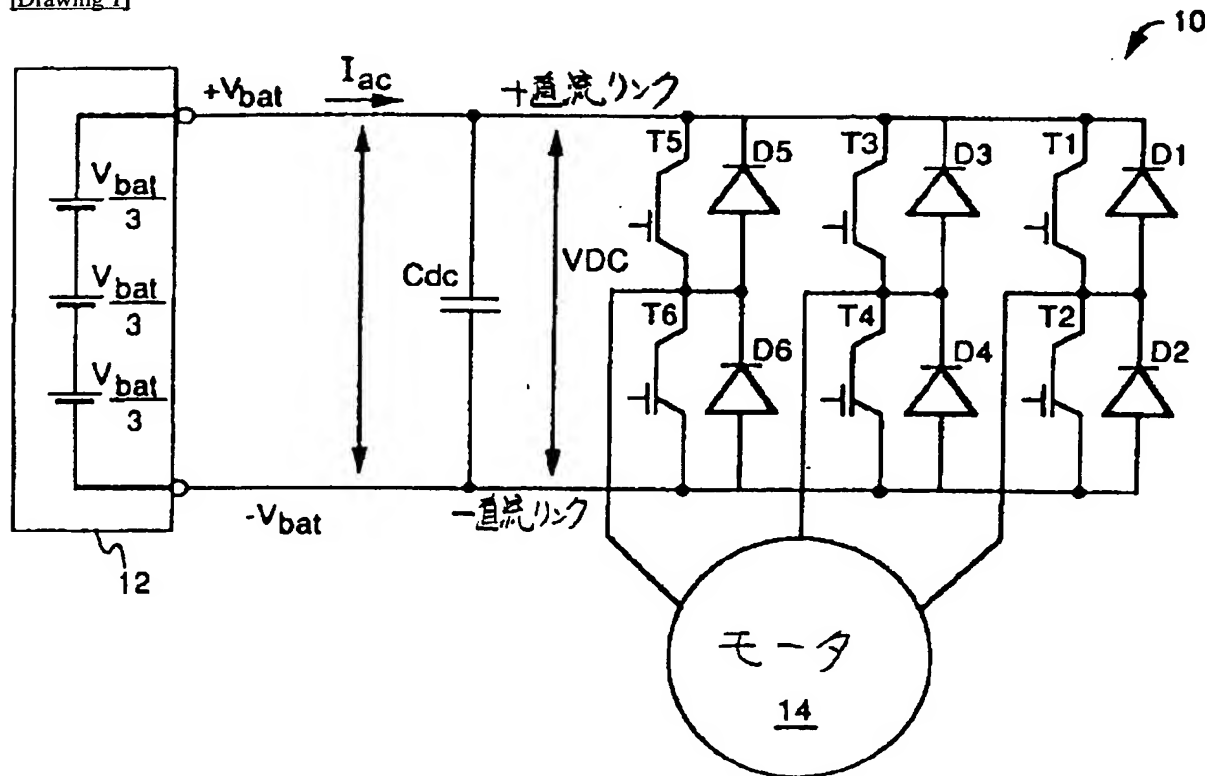 [Drawing 1]
10
+Vbat
Iac
+直流リンク
T5
D5
T3
D3
T1
D1
Vbat
3
Vbat
3
Vbat
3
Cdc
VDC
T6
D6
T4
D4
T2
D2
-Vbat
−直流リンク
12
モータ
14